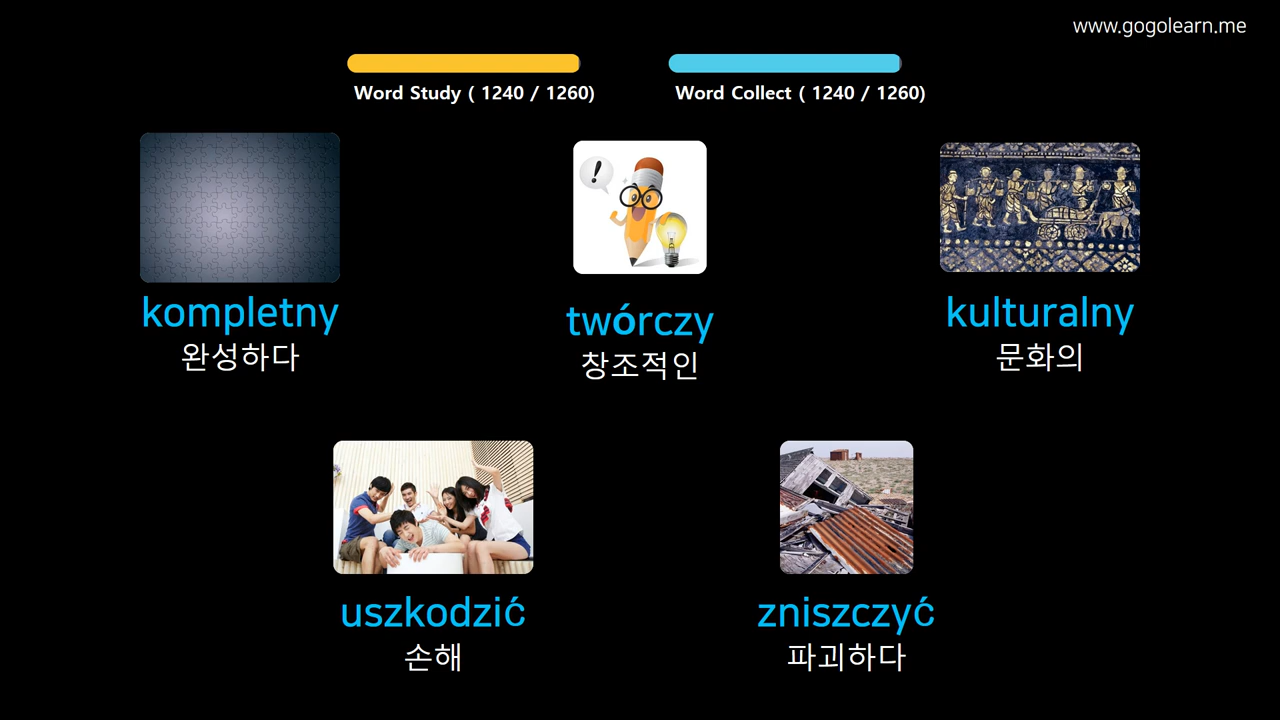 www.gogolearn.me
Word Study ( 1240 / 1260)
Word Collect ( 1240 / 1260)
kompletny
완성하다
twórczy
창조적인
kulturalny
문화의
uszkodzić
손해
zniszczyć
파괴하다